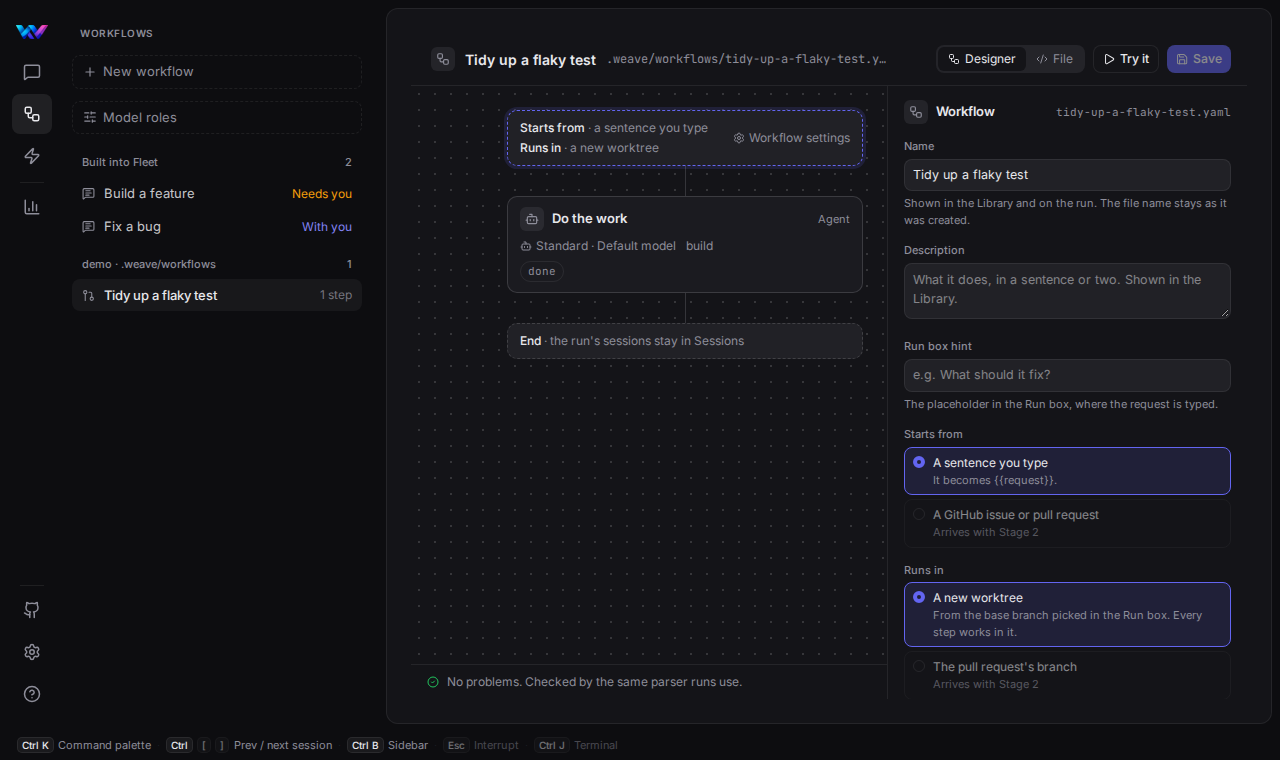 WORKFLOWS
New workflow
Model roles
Built into Fleet 2
Build a feature Needs you
Fix a bug With you
demo · .weave/workflows 1
Tidy up a flaky test 1 step
Tidy up a flaky test .weave/workflows/tidy-up-a-flaky-test.y…
Designer File Try it Save
Starts from · a sentence you type
Runs in · a new worktree
Workflow settings
Do the work Agent
Standard · Default model build
done
End · the run's sessions stay in Sessions
No problems. Checked by the same parser runs use.
Workflow tidy-up-a-flaky-test.yaml
Name
Tidy up a flaky test
Shown in the Library and on the run. The file name stays as it
was created.
Description
What it does, in a sentence or two. Shown in the
Library.
Run box hint
e.g. What should it fix?
The placeholder in the Run box, where the request is typed.
Starts from
A sentence you type
It becomes {{request}}.
A GitHub issue or pull request
Arrives with Stage 2
Runs in
A new worktree
From the base branch picked in the Run box. Every
step works in it.
The pull request's branch
Arrives with Stage 2
Ctrl K Command palette Ctrl [ ] Prev / next session Ctrl B Sidebar Esc Interrupt Ctrl J Terminal